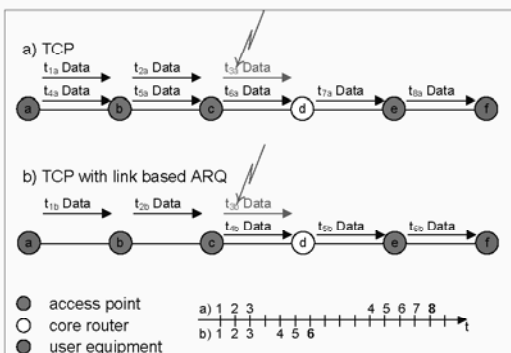 a) TCP
t1a Data t2a Data t3a Data
t4a Data t5a Data t6a Data t7a Data t8a Data
a b c d e f
b) TCP with link based ARQ
t1b Data t2b Data t3b Data
t4b Data t5b Data t6b Data
a b c d e f
access point
core router
user equipment
a) 1 2 3 4 5 6 7 8
t
b) 1 2 3 4 5 6